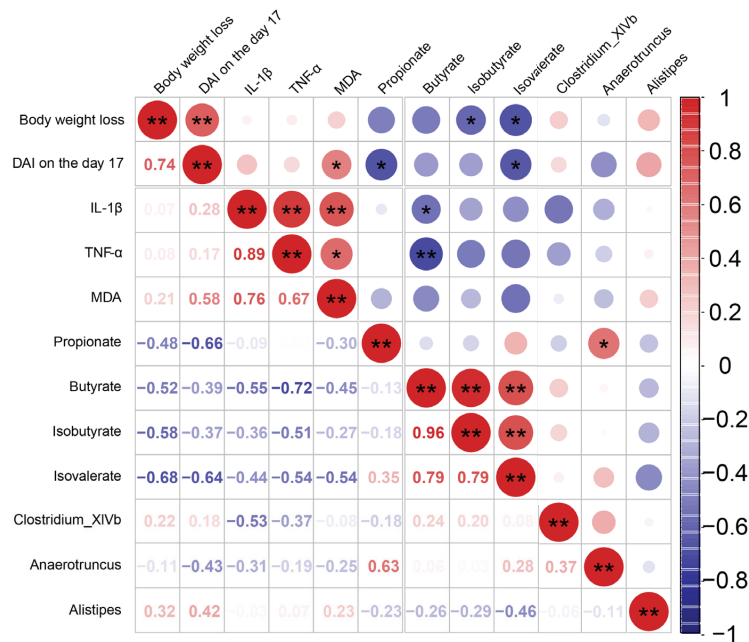 Body weight loss
DAI on the day 17
IL-1β
TNF-α
MDA
Propionate
Butyrate
Isobutyrate
Isovalerate
Clostridium_XIVb
Anaerotruncus
Alistipes
Body weight loss ** ** * *
DAI on the day 17 0.74 ** * * *
IL-1β 0.07 0.28 ** ** ** *
TNF-α 0.08 0.17 0.89 ** * **
MDA 0.21 0.58 0.76 0.67 **
Propionate −0.48 −0.66 −0.09 −0.30 ** *
Butyrate −0.52 −0.39 −0.55 −0.72 −0.45 −0.13 ** ** **
Isobutyrate −0.58 −0.37 −0.36 −0.51 −0.27 −0.18 0.96 ** **
Isovalerate −0.68 −0.64 −0.44 −0.54 −0.54 0.35 0.79 0.79 **
Clostridium_XIVb 0.22 0.18 −0.53 −0.37 −0.08 −0.18 0.24 0.20 0.08 **
Anaerotruncus −0.11 −0.43 −0.31 −0.19 −0.25 0.63 0.06 0.03 0.28 0.37 **
Alistipes 0.32 0.42 −0.03 0.07 0.23 −0.23 −0.26 −0.29 −0.46 −0.06 −0.11 **
1
0.8
0.6
0.4
0.2
0
−0.2
−0.4
−0.6
−0.8
−1